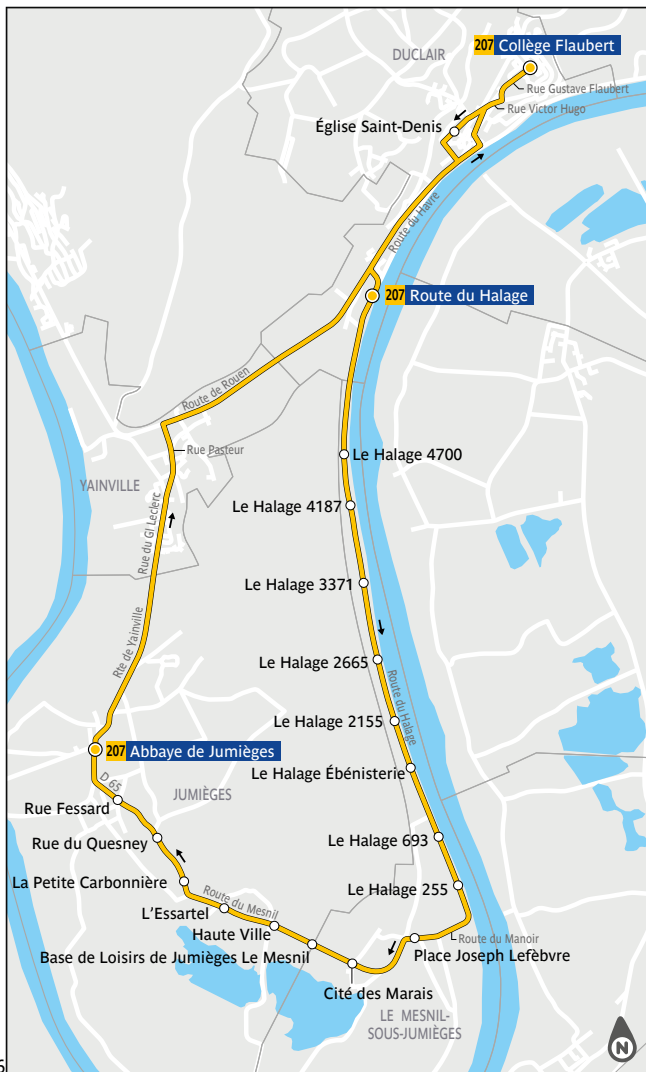 207 Collège Flaubert
DUCLAIR
Rue Gustave Flaubert
Rue Victor Hugo
Église Saint-Denis
Route du Havre
207 Route du Halage
Route de Rouen
Le Halage 4700
Rue Pasteur
YAINVILLE
Le Halage 4187
Rue du Gl Leclerc
Le Halage 3371
Rte de Yainville
Le Halage 2665
Route du Halage
Le Halage 2155
207 Abbaye de Jumièges
Le Halage Ébénisterie
D 65
JUMIÈGES
Rue Fessard
Rue du Quesney
Le Halage 693
La Petite Carbonnière
Le Halage 255
Route du Mesnil
L'Essartel
Haute Ville
Route du Manoir
Base de Loisirs de Jumièges Le Mesnil
Place Joseph Lefèbvre
Cité des Marais
LE MESNIL-
SOUS-JUMIÈGES
N
6